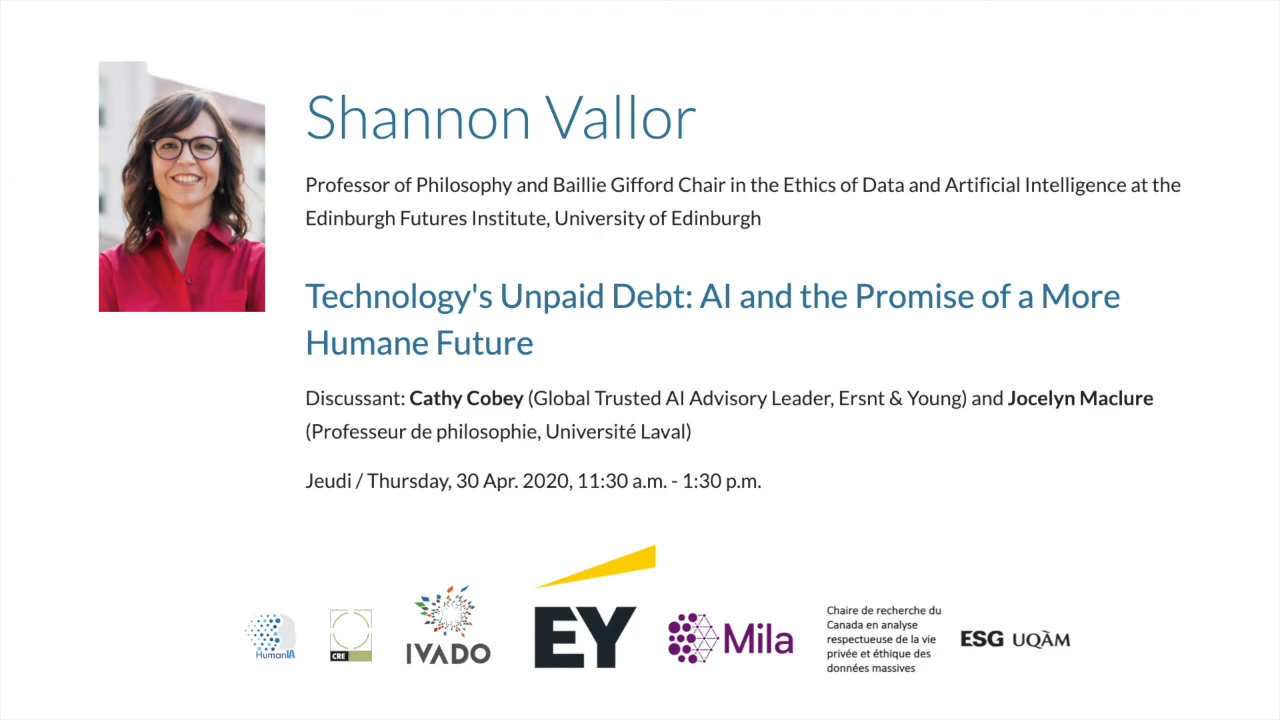 Shannon Vallor
Professor of Philosophy and Baillie Gifford Chair in the Ethics of Data and Artificial Intelligence at the
Edinburgh Futures Institute, University of Edinburgh
Technology's Unpaid Debt: AI and the Promise of a More
Humane Future
Discussant: Cathy Cobey (Global Trusted AI Advisory Leader, Ersnt & Young) and Jocelyn Maclure
(Professeur de philosophie, Université Laval)
Jeudi / Thursday, 30 Apr. 2020, 11:30 a.m. - 1:30 p.m.
HumanIA
CRE
IVADO
EY
Mila
Chaire de recherche du
Canada en analyse
respectueuse de la vie
privée et éthique des
données massives
ESG UQÀM